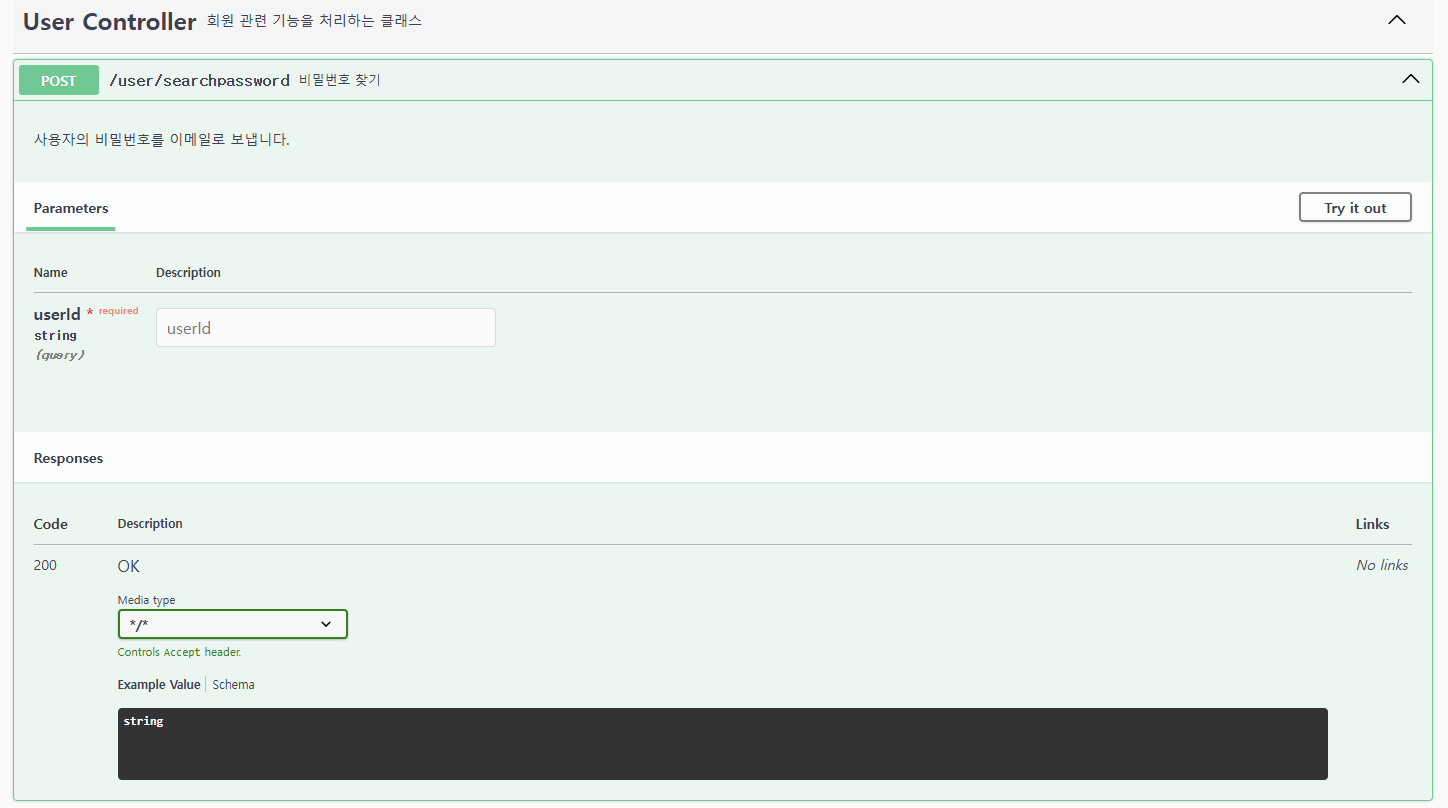 User Controller 회원 관련 기능을 처리하는 클래스
POST /user/searchpassword 비밀번호 찾기
사용자의 비밀번호를 이메일로 보냅니다.
Parameters Try it out
Name Description
userId * required userId
string
(query)
Responses
Code Description Links
200 OK No links
Media type
*/*
Controls Accept header.
Example Value Schema
string